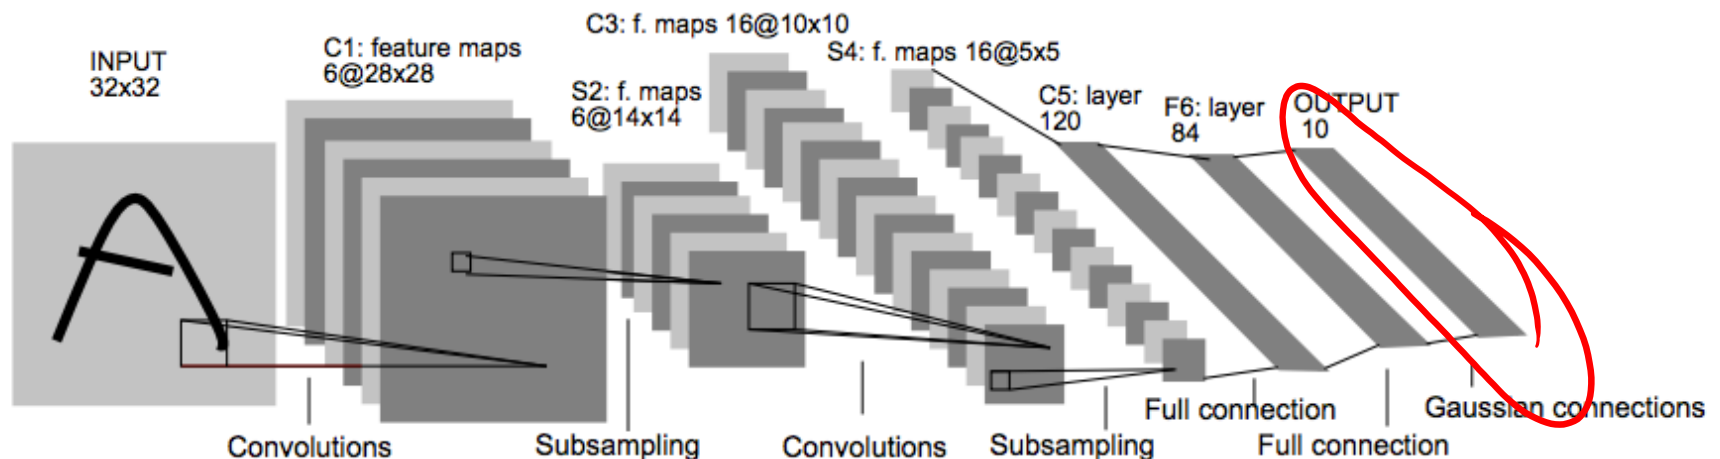 INPUT
32x32
C1: feature maps
6@28x28
S2: f. maps
6@14x14
C3: f. maps 16@10x10
S4: f. maps 16@5x5
C5: layer
120
F6: layer
84
OUTPUT
10
Convolutions
Subsampling
Convolutions
Subsampling
Full connection
Full connection
Gaussian connections
A